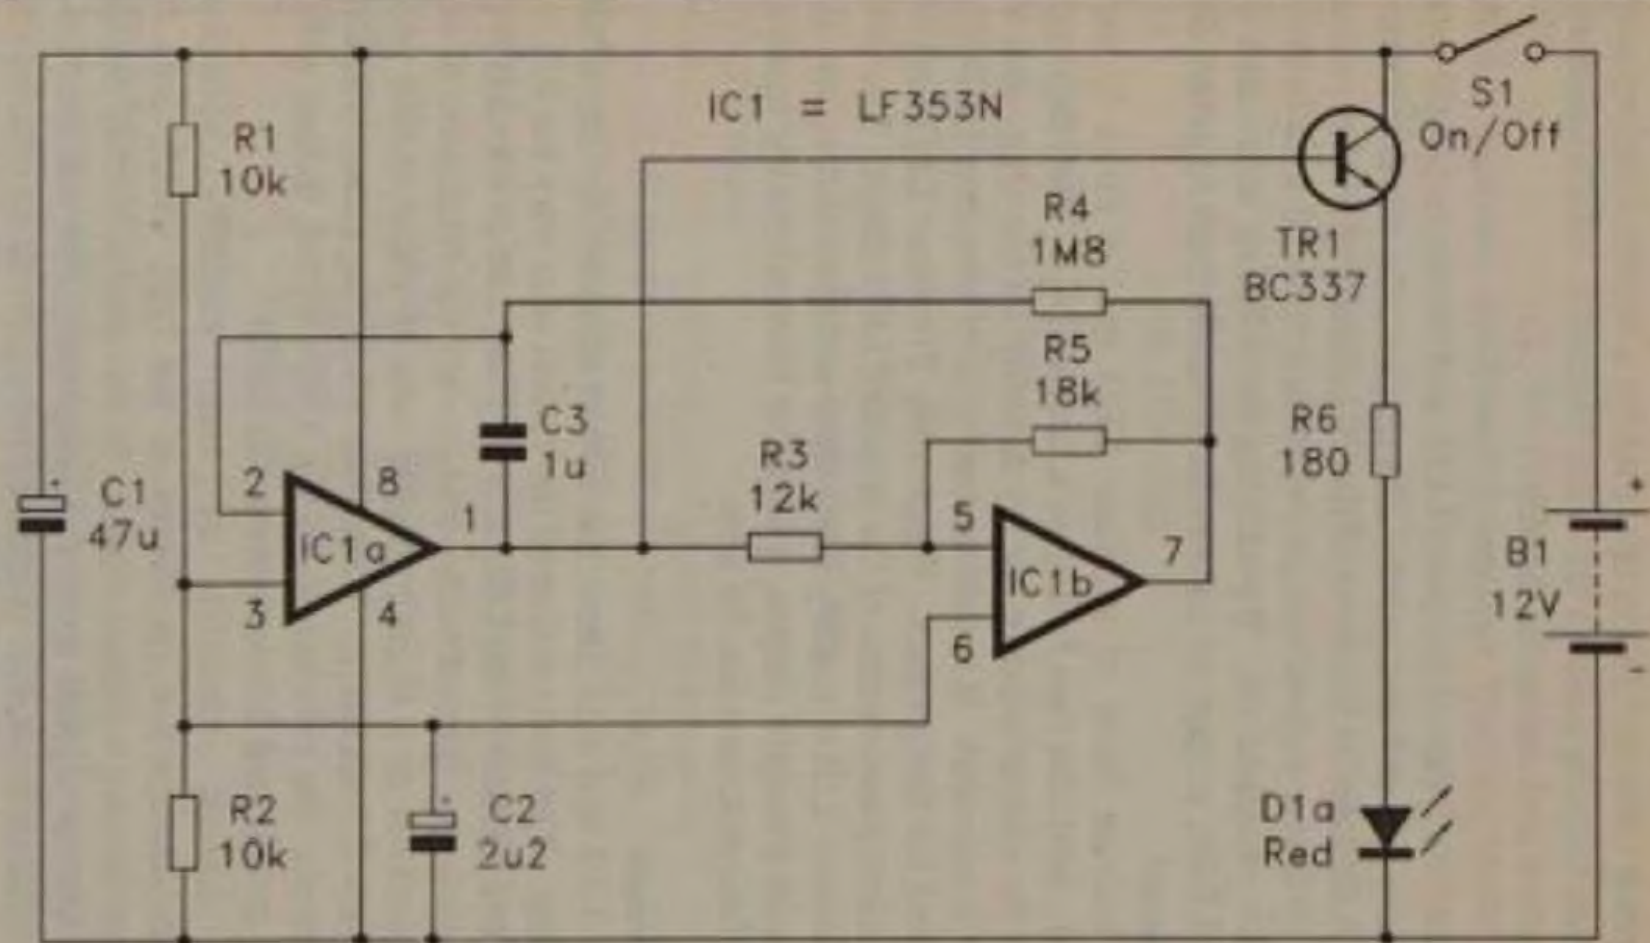 IC1 = LF353N
S1
On/Off
R1
10k
R4
1M8
TR1
BC337
R5
18k
C3
1u
R3
12k
R6
180
C1
47u
2
8
1
IC1a
3
4
5
7
IC1b
6
+
B1
12V
-
R2
10k
+
C2
2u2
D1a
Red
+